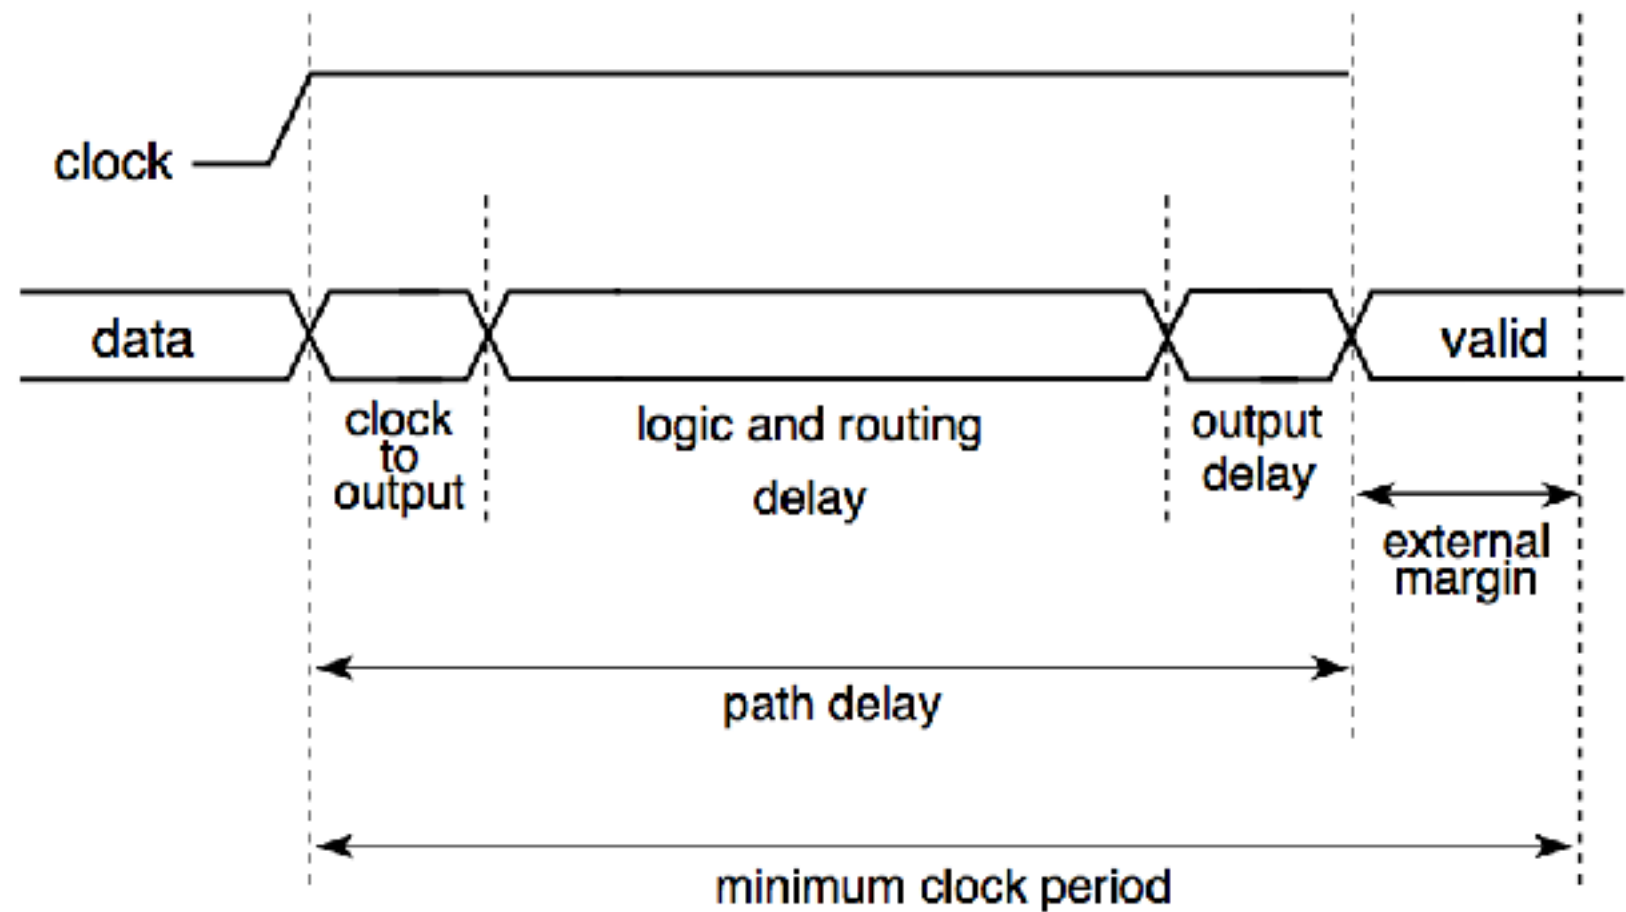 clock
data
valid
clock
to
output
logic and routing
delay
output
delay
external
margin
path delay
minimum clock period